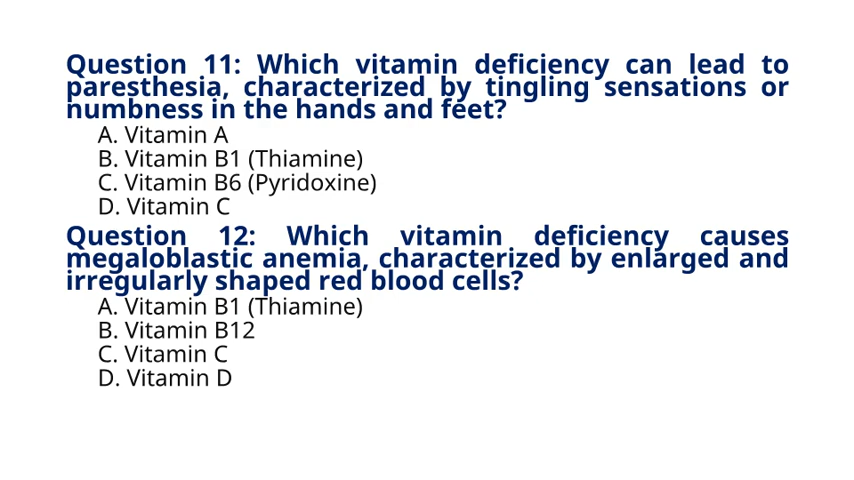 Question 11: Which vitamin deficiency can lead to
paresthesia, characterized by tingling sensations or
numbness in the hands and feet?
A. Vitamin A
B. Vitamin B1 (Thiamine)
C. Vitamin B6 (Pyridoxine)
D. Vitamin C
Question 12: Which vitamin deficiency causes
megaloblastic anemia, characterized by enlarged and
irregularly shaped red blood cells?
A. Vitamin B1 (Thiamine)
B. Vitamin B12
C. Vitamin C
D. Vitamin D